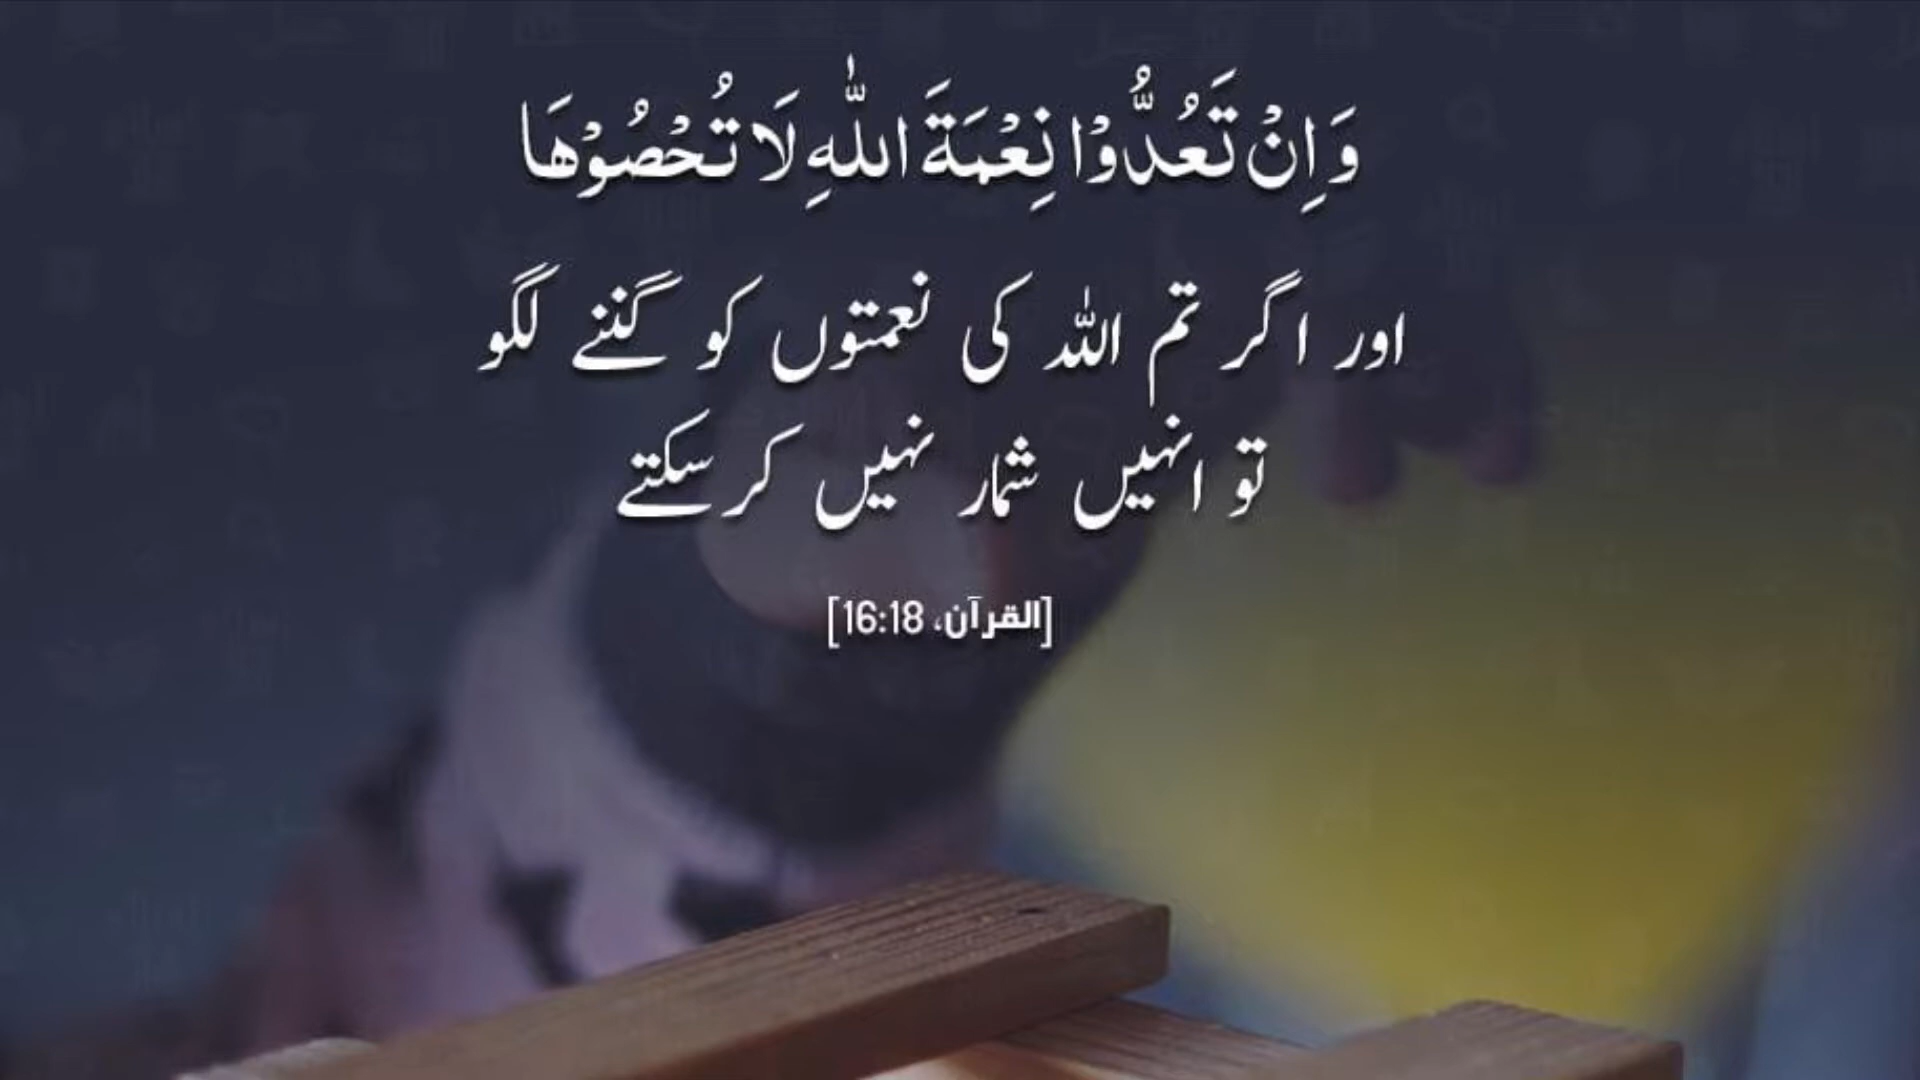 وَاِنْ تَعُدُّوْا نِعْمَةَ اللّٰهِ لَا تُحْصُوْهَا
اور اگر تم اللہ کی نعمتوں کو گننے لگو
تو انہیں شمار نہیں کر سکتے
[القرآن، 16:18]